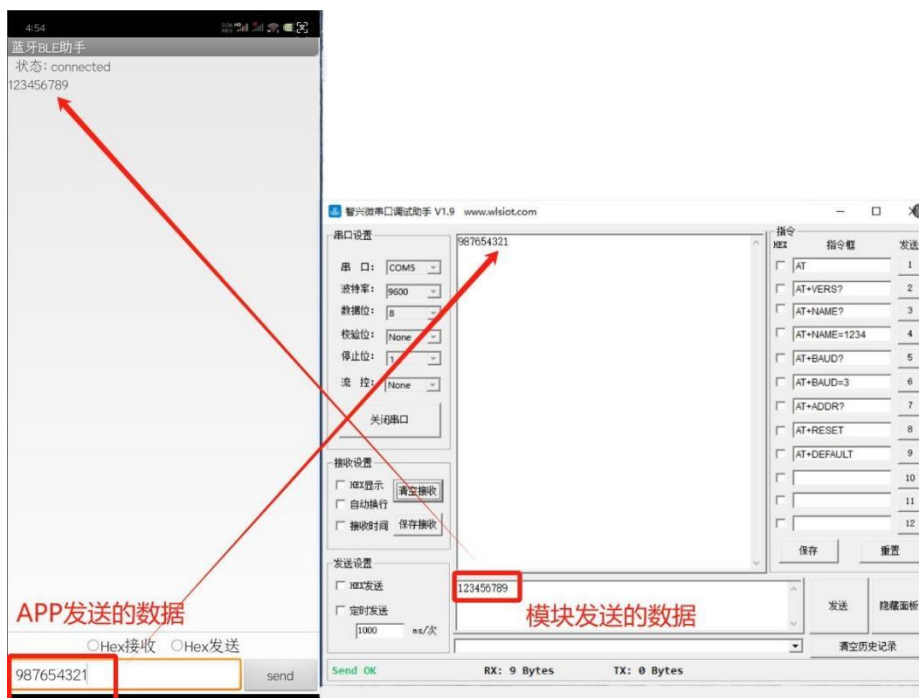 4:54
蓝牙BLE助手
状态: connected
123456789
APP发送的数据
Hex接收 Hex发送
987654321
send
智兴微串口调试助手 V1.9 www.wlsiot.com
串口设置
串 口: COM5
波特率: 9600
数据位: 8
校验位: None
停止位: 1
流 控: None
关闭串口
接收设置
HEX显示
清空接收
自动换行
接收时间
保存接收
发送设置
HEX发送
定时发送
1000 ms/次
987654321
123456789
模块发送的数据
指令
HEX 指令框 发送
AT 1
AT+VERS? 2
AT+NAME? 3
AT+NAME=1234 4
AT+BAUD? 5
AT+BAUD=3 6
AT+ADDR? 7
AT+RESET 8
AT+DEFAULT 9
10
11
12
保存 重置
发送 隐藏面板
清空历史记录
Send OK RX: 9 Bytes TX: 0 Bytes